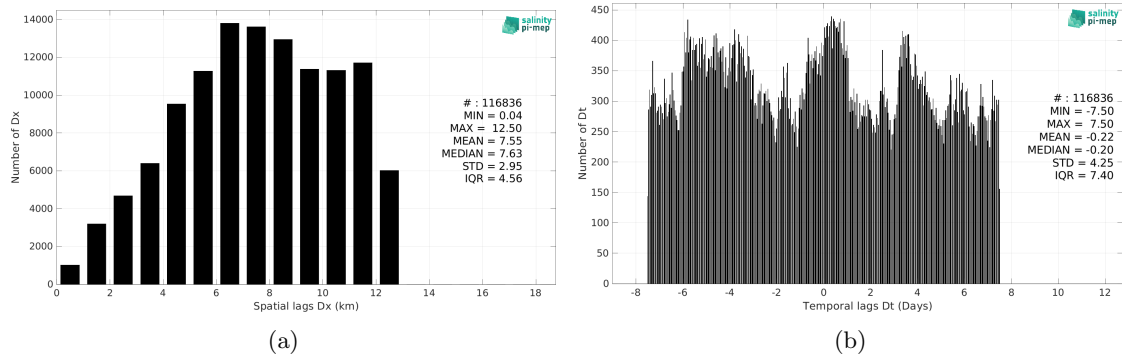 14000
12000
10000
8000
6000
4000
2000
0
Number of Dx
0
2
4
6
8
10
12
14
16
18
Spatial lags Dx (km)
salinity
pi-mep
# : 116836
MIN = 0.04
MAX = 12.50
MEAN = 7.55
MEDIAN = 7.63
STD = 2.95
IQR = 4.56
(a)
450
400
350
300
250
200
150
100
50
0
Number of Dt
-8
-6
-4
-2
0
2
4
6
8
10
12
Temporal lags Dt (Days)
salinity
pi-mep
# : 116836
MIN = -7.50
MAX = 7.50
MEAN = -0.22
MEDIAN = -0.20
STD = 4.25
IQR = 7.40
(b)